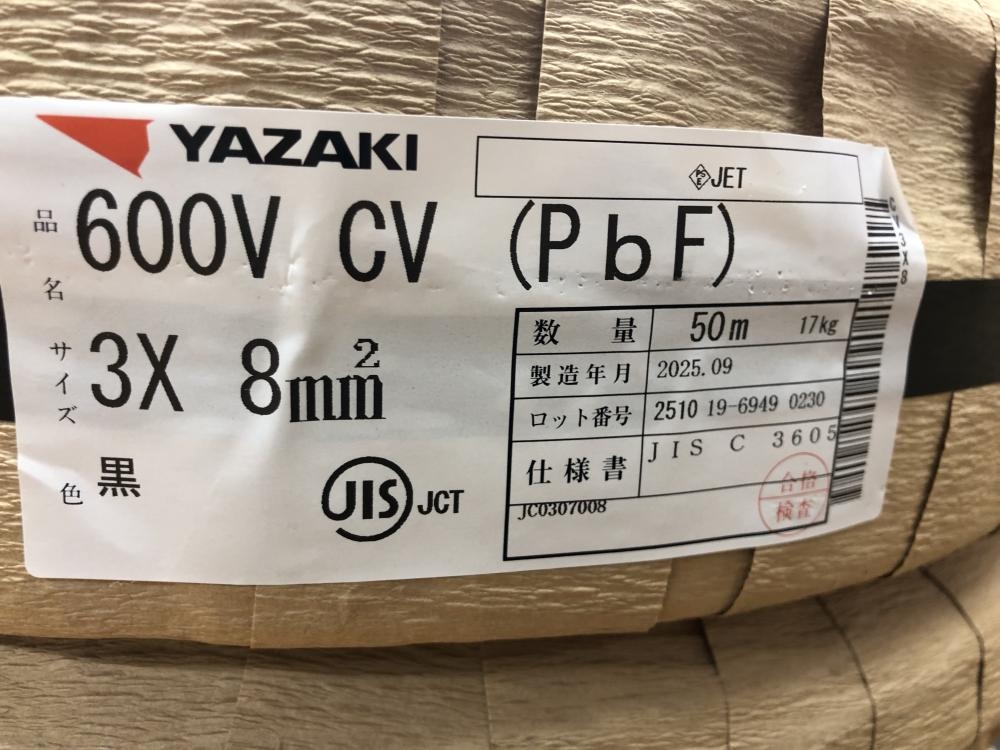 YAZAKI
PSE JET
品名 600V CV (PbF)
サイズ 3X 8mm²
色 黒
JIS JCT
数量 50m 17kg
製造年月 2025.09
ロット番号 2510 19-6949 0230
仕様書 JIS C 3605
JC0307008
合格
検査
CV3X8